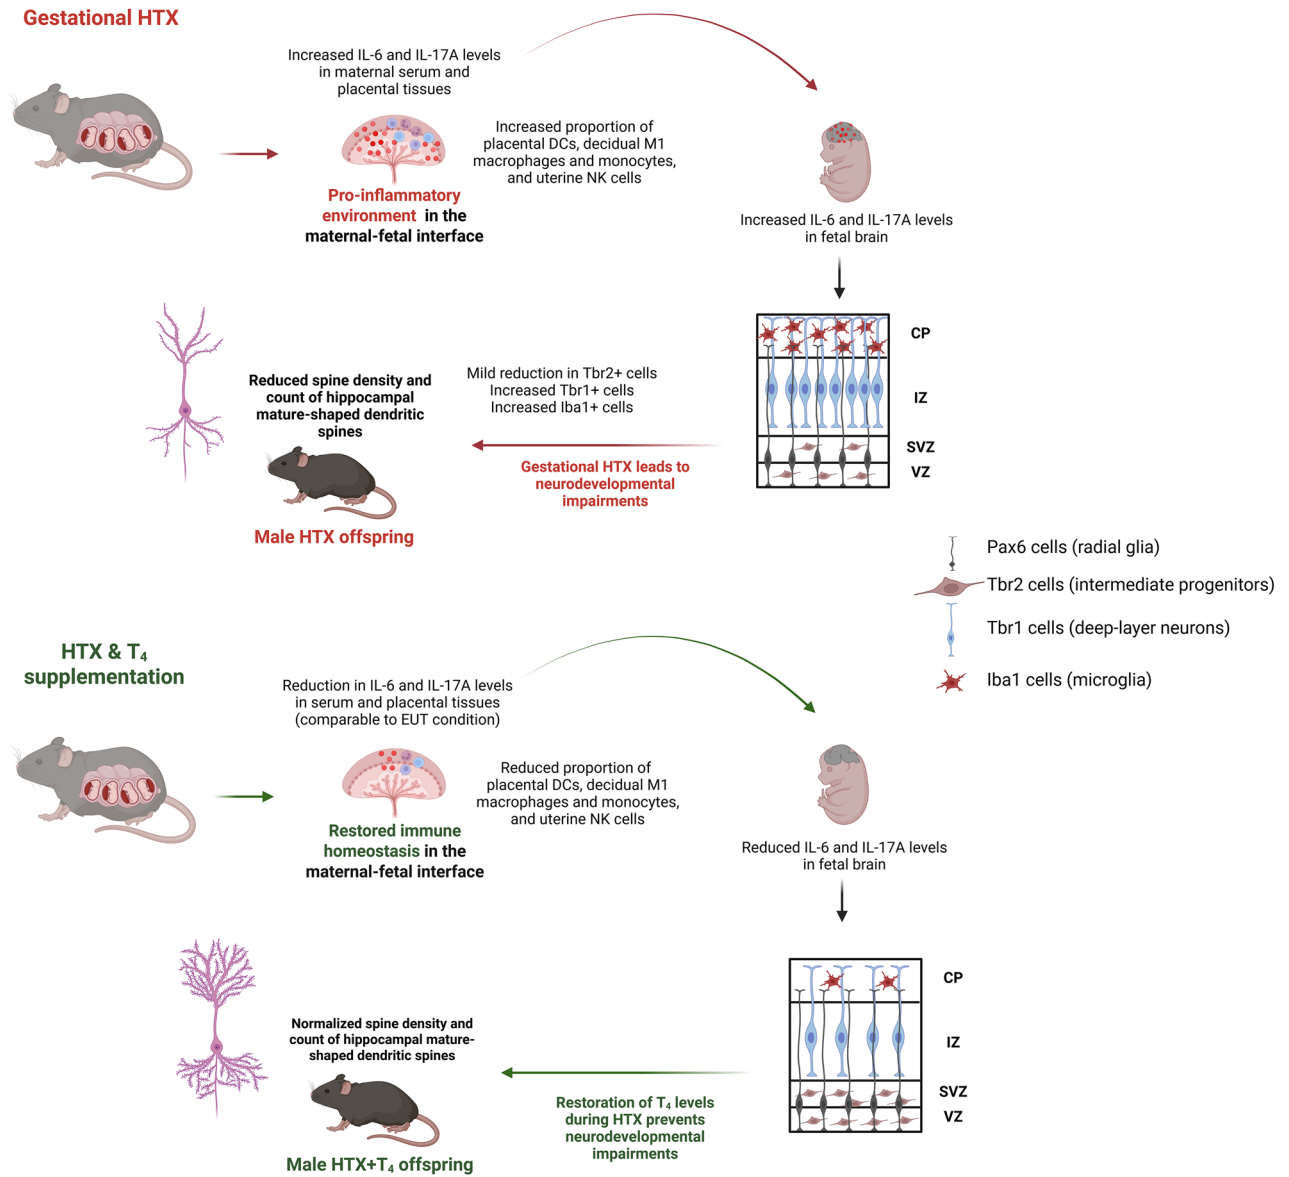 Gestational HTX
Increased IL-6 and IL-17A levels
in maternal serum and
placental tissues
Increased proportion of
placental DCs, decidual M1
macrophages and monocytes,
and uterine NK cells
Pro-inflammatory
environment in the
maternal-fetal interface
Increased IL-6 and IL-17A levels
in fetal brain
CP
IZ
SVZ
VZ
Mild reduction in Tbr2+ cells
Increased Tbr1+ cells
Increased Iba1+ cells
Gestational HTX leads to
neurodevelopmental
impairments
Reduced spine density and
count of hippocampal
mature-shaped dendritic
spines
Male HTX offspring
Pax6 cells (radial glia)
Tbr2 cells (intermediate progenitors)
Tbr1 cells (deep-layer neurons)
Iba1 cells (microglia)
HTX & T₄
supplementation
Reduction in IL-6 and IL-17A levels
in serum and placental tissues
(comparable to EUT condition)
Reduced proportion of
placental DCs, decidual M1
macrophages and monocytes,
and uterine NK cells
Restored immune
homeostasis in the
maternal-fetal interface
Reduced IL-6 and IL-17A levels
in fetal brain
CP
IZ
SVZ
VZ
Restoration of T₄ levels
during HTX prevents
neurodevelopmental
impairments
Normalized spine density and
count of hippocampal mature-
shaped dendritic spines
Male HTX+T₄ offspring